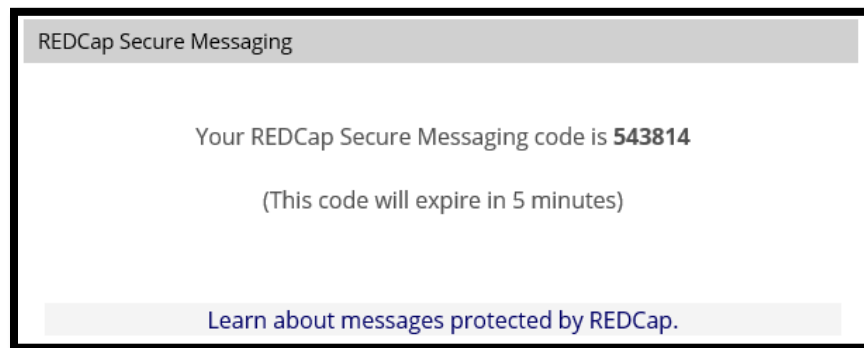 REDCap Secure Messaging
Your REDCap Secure Messaging code is 543814
(This code will expire in 5 minutes)
Learn about messages protected by REDCap.